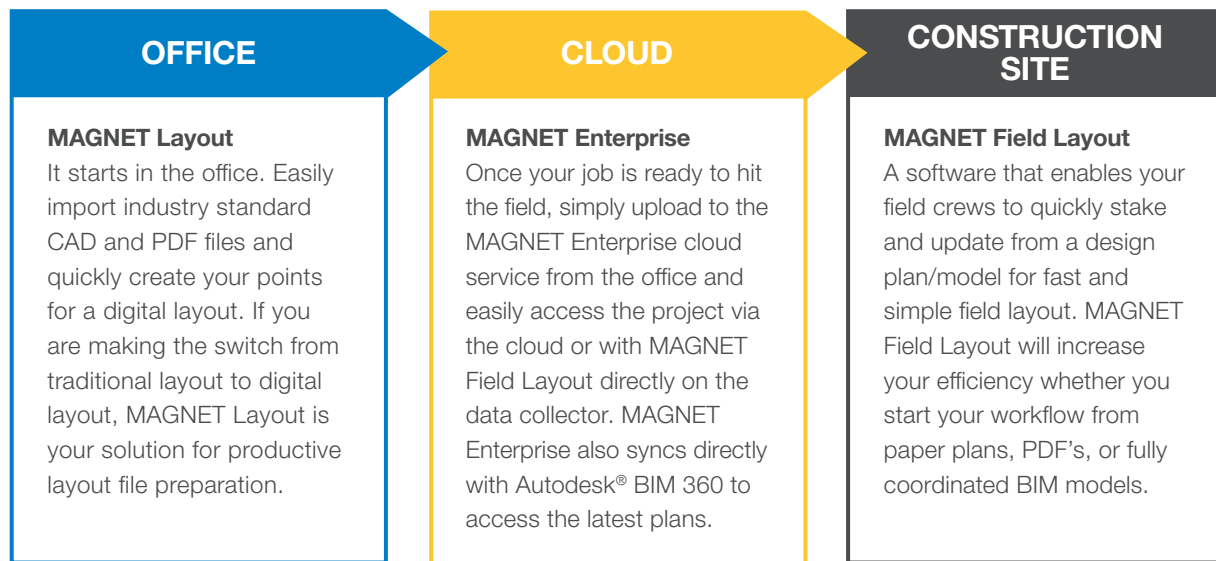 OFFICE
MAGNET Layout
It starts in the office. Easily
import industry standard
CAD and PDF files and
quickly create your points
for a digital layout. If you
are making the switch from
traditional layout to digital
layout, MAGNET Layout is
your solution for productive
layout file preparation.
CLOUD
MAGNET Enterprise
Once your job is ready to hit
the field, simply upload to the
MAGNET Enterprise cloud
service from the office and
easily access the project via
the cloud or with MAGNET
Field Layout directly on the
data collector. MAGNET
Enterprise also syncs directly
with Autodesk® BIM 360 to
access the latest plans.
CONSTRUCTION
SITE
MAGNET Field Layout
A software that enables your
field crews to quickly stake
and update from a design
plan/model for fast and
simple field layout. MAGNET
Field Layout will increase
your efficiency whether you
start your workflow from
paper plans, PDF's, or fully
coordinated BIM models.